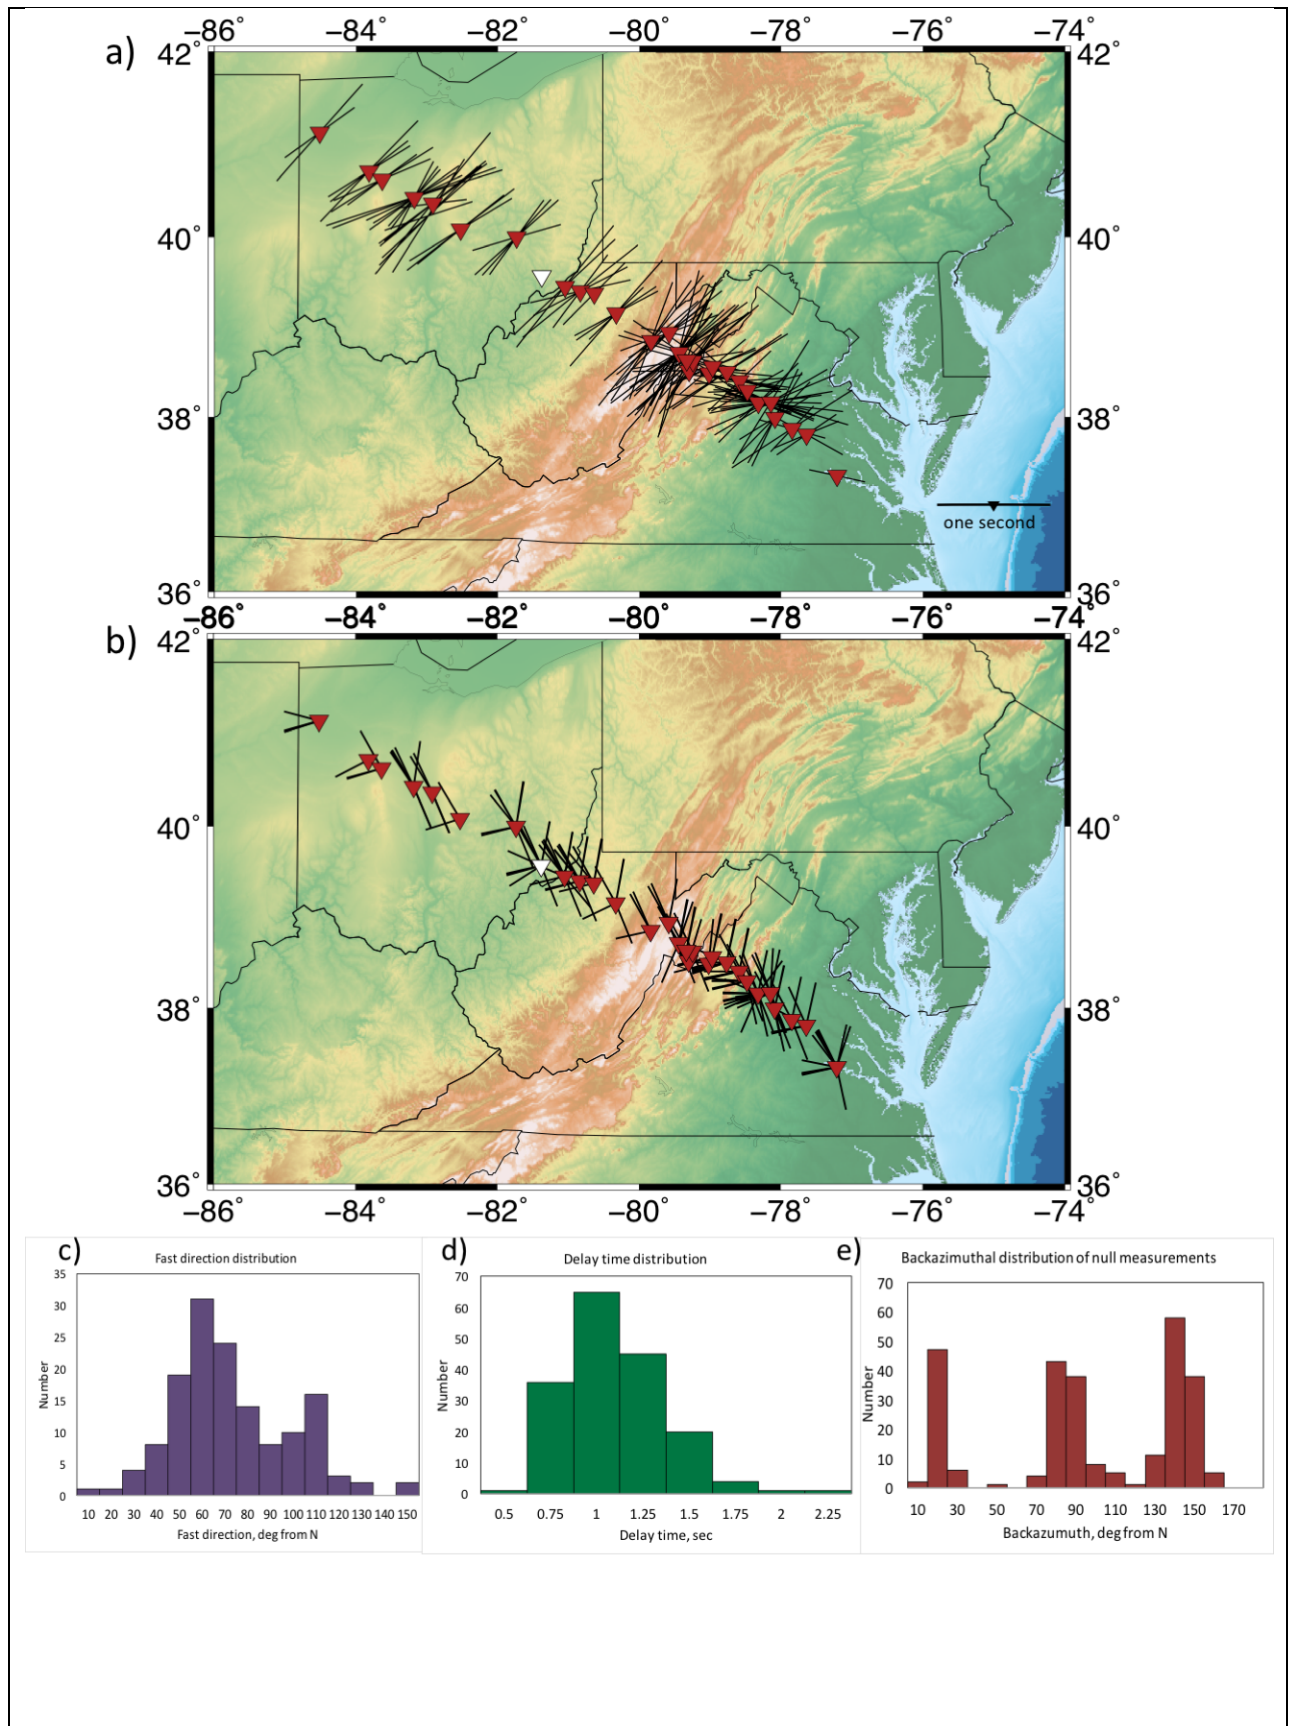 −86˚ −84˚ −82˚ −80˚ −78˚ −76˚ −74˚
a)
42˚ 42˚
40˚ 40˚
38˚ 38˚
one second
36˚ 36˚
−86˚ −84˚ −82˚ −80˚ −78˚ −76˚ −74˚
b)
42˚ 42˚
40˚ 40˚
38˚ 38˚
36˚ 36˚
−86˚ −84˚ −82˚ −80˚ −78˚ −76˚ −74˚
c)
Fast direction distribution
35
30
25
20
15
10
5
0
Number
10 20 30 40 50 60 70 80 90 100 110 120 130 140 150
Fast direction, deg from N
d)
Delay time distribution
70
60
50
40
30
20
10
0
Number
0.5 0.75 1 1.25 1.5 1.75 2 2.25
Delay time, sec
e)
Backazimuthal distribution of null measurements
70
60
50
40
30
20
10
0
Number
10 30 50 70 90 110 130 150 170
Backazumuth, deg from N